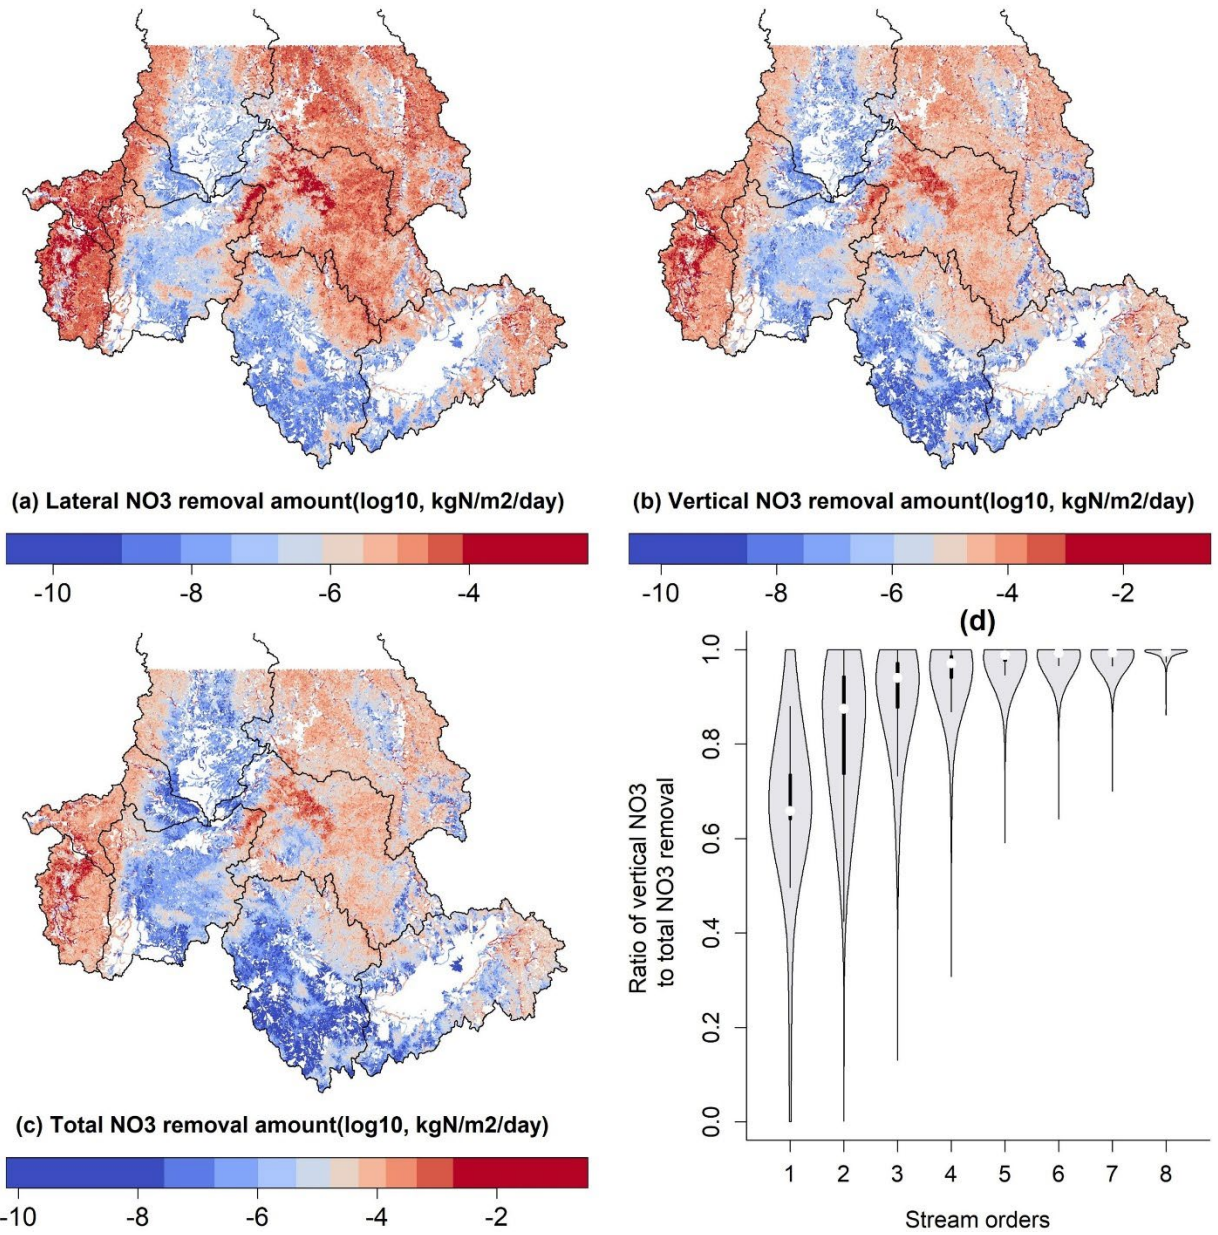 (a) Lateral NO3 removal amount(log10, kgN/m2/day)
-10 -8 -6 -4
(b) Vertical NO3 removal amount(log10, kgN/m2/day)
-10 -8 -6 -4 -2
(c) Total NO3 removal amount(log10, kgN/m2/day)
-10 -8 -6 -4 -2
(d)
Ratio of vertical NO3
to total NO3 removal
1.0
0.8
0.6
0.4
0.2
0.0
1 2 3 4 5 6 7 8
Stream orders